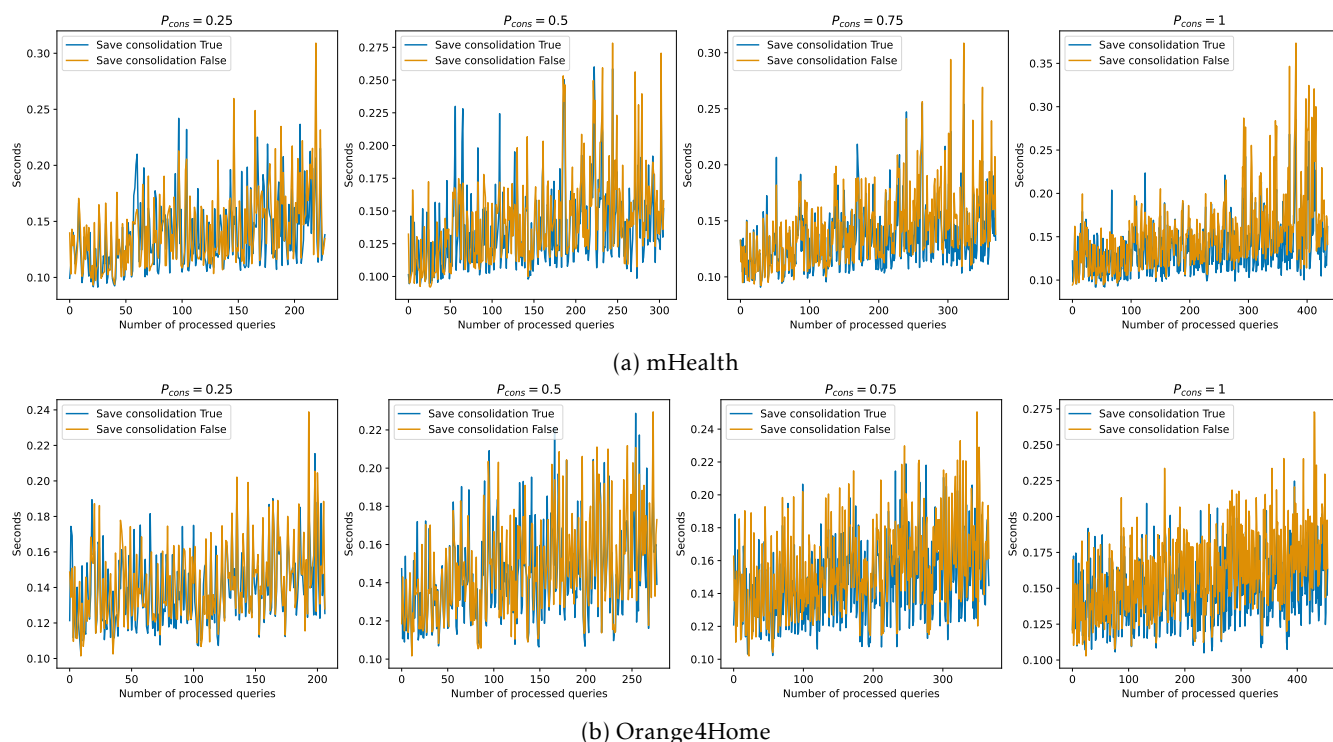 P_cons = 0.25
P_cons = 0.5
P_cons = 0.75
P_cons = 1
Save consolidation True
Save consolidation False
Save consolidation True
Save consolidation False
Save consolidation True
Save consolidation False
Save consolidation True
Save consolidation False
Seconds
0.30
0.25
0.20
0.15
0.10
Seconds
0.275
0.250
0.225
0.200
0.175
0.150
0.125
0.100
Seconds
0.30
0.25
0.20
0.15
0.10
Seconds
0.35
0.30
0.25
0.20
0.15
0.10
0 50 100 150 200
0 50 100 150 200 250 300
0 100 200 300
0 100 200 300 400
Number of processed queries
Number of processed queries
Number of processed queries
Number of processed queries
(a) mHealth
P_cons = 0.25
P_cons = 0.5
P_cons = 0.75
P_cons = 1
Save consolidation True
Save consolidation False
Save consolidation True
Save consolidation False
Save consolidation True
Save consolidation False
Save consolidation True
Save consolidation False
Seconds
0.24
0.22
0.20
0.18
0.16
0.14
0.12
0.10
Seconds
0.22
0.20
0.18
0.16
0.14
0.12
0.10
Seconds
0.24
0.22
0.20
0.18
0.16
0.14
0.12
0.10
Seconds
0.275
0.250
0.225
0.200
0.175
0.150
0.125
0.100
0 50 100 150 200
0 50 100 150 200 250
0 100 200 300
0 100 200 300 400
Number of processed queries
Number of processed queries
Number of processed queries
Number of processed queries
(b) Orange4Home